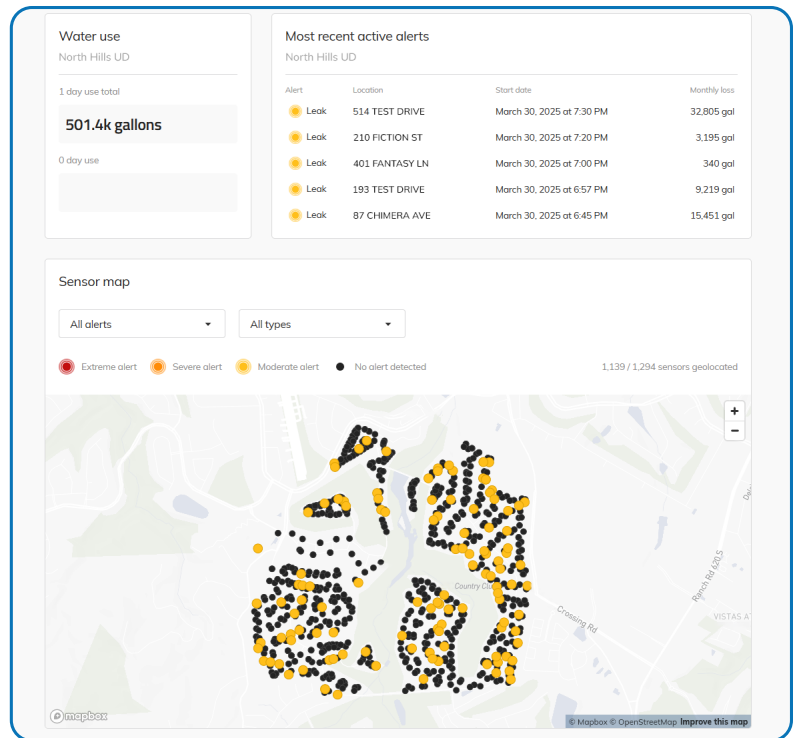 Water use
North Hills UD
1 day use total
501.4k gallons
0 day use
Most recent active alerts
North Hills UD
Alert Location Start date Monthly loss
Leak 514 TEST DRIVE March 30, 2025 at 7:30 PM 32,805 gal
Leak 210 FICTION ST March 30, 2025 at 7:20 PM 3,195 gal
Leak 401 FANTASY LN March 30, 2025 at 7:00 PM 340 gal
Leak 193 TEST DRIVE March 30, 2025 at 6:57 PM 9,219 gal
Leak 87 CHIMERA AVE March 30, 2025 at 6:45 PM 15,451 gal
Sensor map
All alerts All types
Extreme alert Severe alert Moderate alert No alert detected 1,139 / 1,294 sensors geolocated
+
−
Country
Ranch Rd 620 S
Crossing Rd
VISTAS
mapbox
© Mapbox © OpenStreetMap Improve this map